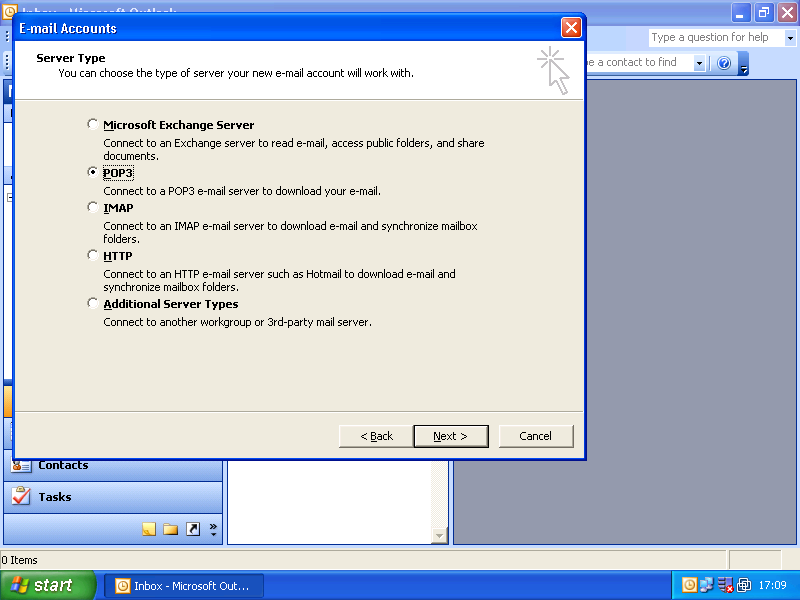 Inbox - Microsoft Outlook
E-mail Accounts
Type a question for help
Server Type
You can choose the type of server your new e-mail account will work with.
e a contact to find
Microsoft Exchange Server
Connect to an Exchange server to read e-mail, access public folders, and share
documents.
POP3
Connect to a POP3 e-mail server to download your e-mail.
IMAP
Connect to an IMAP e-mail server to download e-mail and synchronize mailbox
folders.
HTTP
Connect to an HTTP e-mail server such as Hotmail to download e-mail and
synchronize mailbox folders.
Additional Server Types
Connect to another workgroup or 3rd-party mail server.
< Back
Next >
Cancel
Contacts
Tasks
0 Items
start
Inbox - Microsoft Out...
17:09